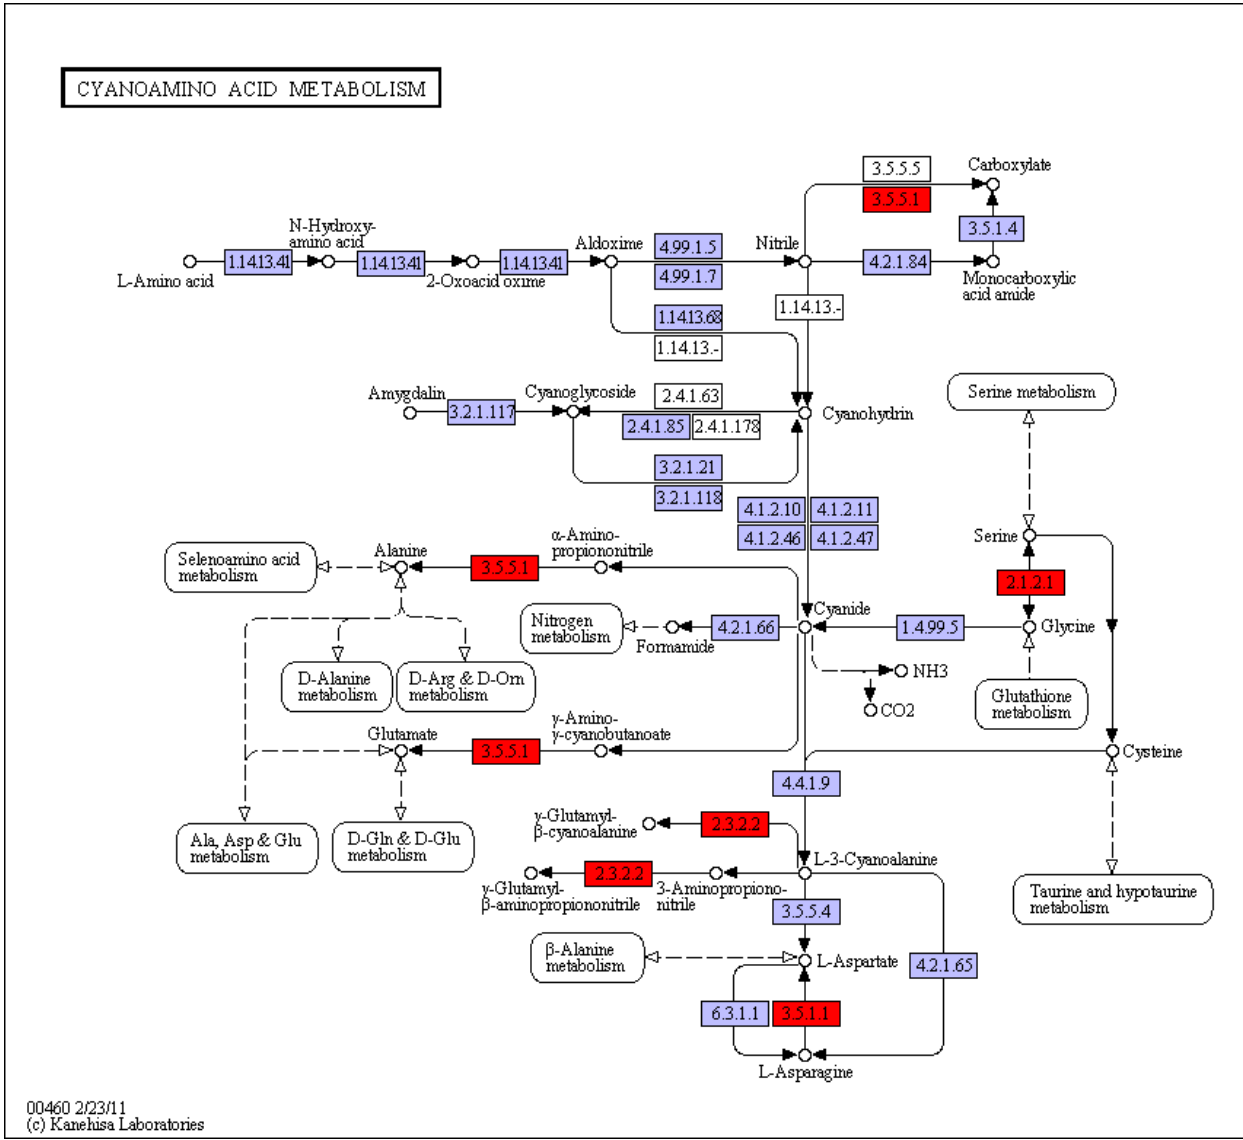 CYANOAMINO ACID METABOLISM
3.5.5.5
Carboxylate
3.5.5.1
N-Hydroxy-
amino acid
3.5.1.4
Aldoxime
4.99.1.5
Nitrile
1.14.13.41
1.14.13.41
1.14.13.41
4.2.1.84
L-Amino acid
2-Oxoacid oxime
4.99.1.7
Monocarboxylic
acid amide
1.14.13.68
1.14.13.-
1.14.13.-
Amygdalin
Cyanoglycoside
2.4.1.63
Serine metabolism
3.2.1.117
Cyanohydrin
2.4.1.85
2.4.1.178
3.2.1.21
3.2.1.118
4.1.2.10
4.1.2.11
4.1.2.46
4.1.2.47
α-Amino-
propiononitrile
Serine
Selenoamino acid
metabolism
Alanine
3.5.5.1
2.1.2.1
Cyanide
Nitrogen
metabolism
Formamide
4.2.1.66
1.4.99.5
Glycine
D-Alanine
metabolism
D-Arg & D-Orn
metabolism
NH3
CO2
Glutathione
metabolism
γ-Amino-
γ-cyanobutanoate
Glutamate
3.5.5.1
Cysteine
4.4.1.9
Ala, Asp & Glu
metabolism
D-Gln & D-Glu
metabolism
γ-Glutamyl-
β-cyanoalanine
2.3.2.2
L-3-Cyanoalanine
2.3.2.2
γ-Glutamyl-
β-aminopropiononitrile
3-Aminopropiono-
nitrile
Taurine and hypotaurine
metabolism
3.5.5.4
β-Alanine
metabolism
L-Aspartate
4.2.1.65
6.3.1.1
3.5.1.1
L-Asparagine
00460 2/23/11
(c) Kanehisa Laboratories